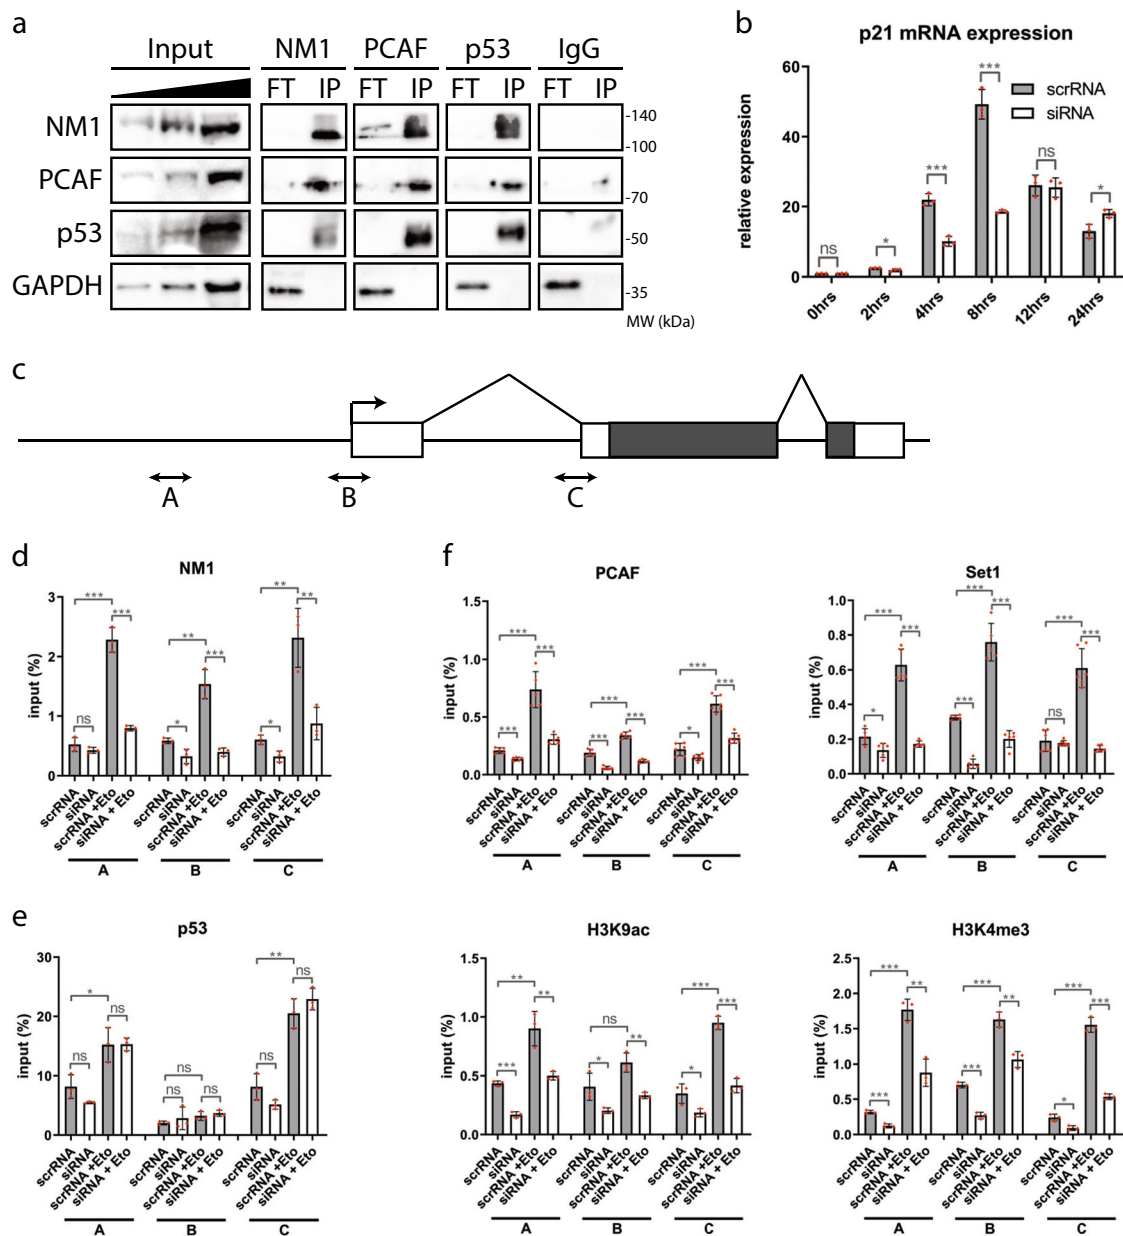 a
Input NM1 PCAF p53 IgG
FT IP FT IP FT IP FT IP
NM1
-140
-100
PCAF
-70
p53
-50
GAPDH
-35
MW (kDa)
b
p21 mRNA expression
relative expression
60
40
20
0
scrRNA
siRNA
ns * *** *** ns *
0hrs 2hrs 4hrs 8hrs 12hrs 24hrs
c
A B C
d
NM1
input (%)
3
2
1
0
ns *** *** * ** *** * ** **
scrRNA siRNA scrRNA +Eto siRNA + Eto scrRNA siRNA scrRNA +Eto siRNA + Eto scrRNA siRNA scrRNA +Eto siRNA + Eto
A B C
f
PCAF
input (%)
1.5
1.0
0.5
0.0
*** *** *** *** *** *** * *** ***
scrRNA siRNA scrRNA +Eto siRNA + Eto scrRNA siRNA scrRNA +Eto siRNA + Eto scrRNA siRNA scrRNA +Eto siRNA + Eto
A B C
Set1
input (%)
1.0
0.8
0.6
0.4
0.2
0.0
* *** *** *** *** *** ns *** ***
scrRNA siRNA scrRNA +Eto siRNA + Eto scrRNA siRNA scrRNA +Eto siRNA + Eto scrRNA siRNA scrRNA +Eto siRNA + Eto
A B C
e
p53
input (%)
30
20
10
0
ns * ns ns ns ns ns ** ns
scrRNA siRNA scrRNA +Eto siRNA + Eto scrRNA siRNA scrRNA +Eto siRNA + Eto scrRNA siRNA scrRNA +Eto siRNA + Eto
A B C
H3K9ac
input (%)
1.5
1.0
0.5
0.0
*** ** ** * ns ** * *** ***
scrRNA siRNA scrRNA +Eto siRNA + Eto scrRNA siRNA scrRNA +Eto siRNA + Eto scrRNA siRNA scrRNA +Eto siRNA + Eto
A B C
H3K4me3
input (%)
2.5
2.0
1.5
1.0
0.5
0.0
*** *** ** *** *** ** * *** ***
scrRNA siRNA scrRNA +Eto siRNA + Eto scrRNA siRNA scrRNA +Eto siRNA + Eto scrRNA siRNA scrRNA +Eto siRNA + Eto
A B C